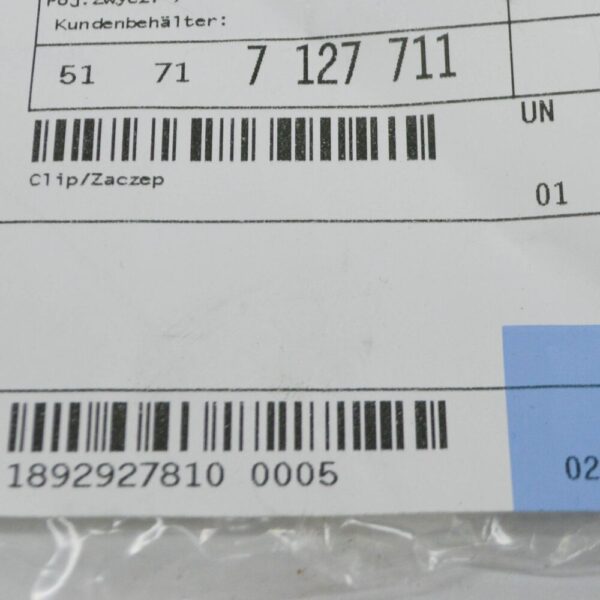 Kundenbehälter:
51 71 7 127 711
UN
Clip/Zaczep
01
1892927810 0005
02